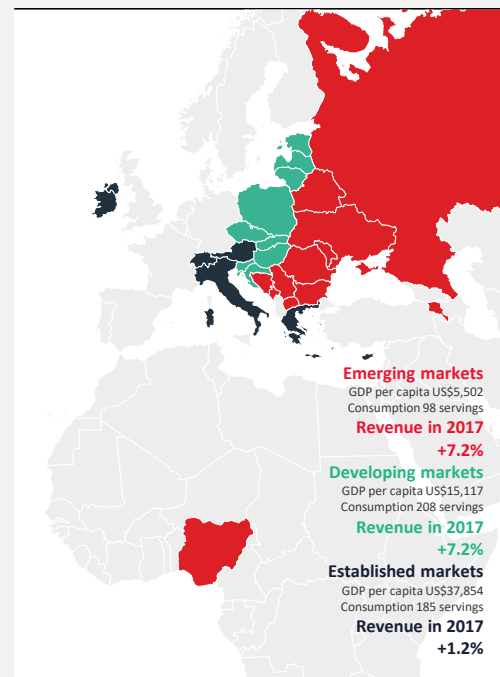 Emerging markets
GDP per capita US$5,502
Consumption 98 servings
Revenue in 2017
+7.2%
Developing markets
GDP per capita US$15,117
Consumption 208 servings
Revenue in 2017
+7.2%
Established markets
GDP per capita US$37,854
Consumption 185 servings
Revenue in 2017
+1.2%